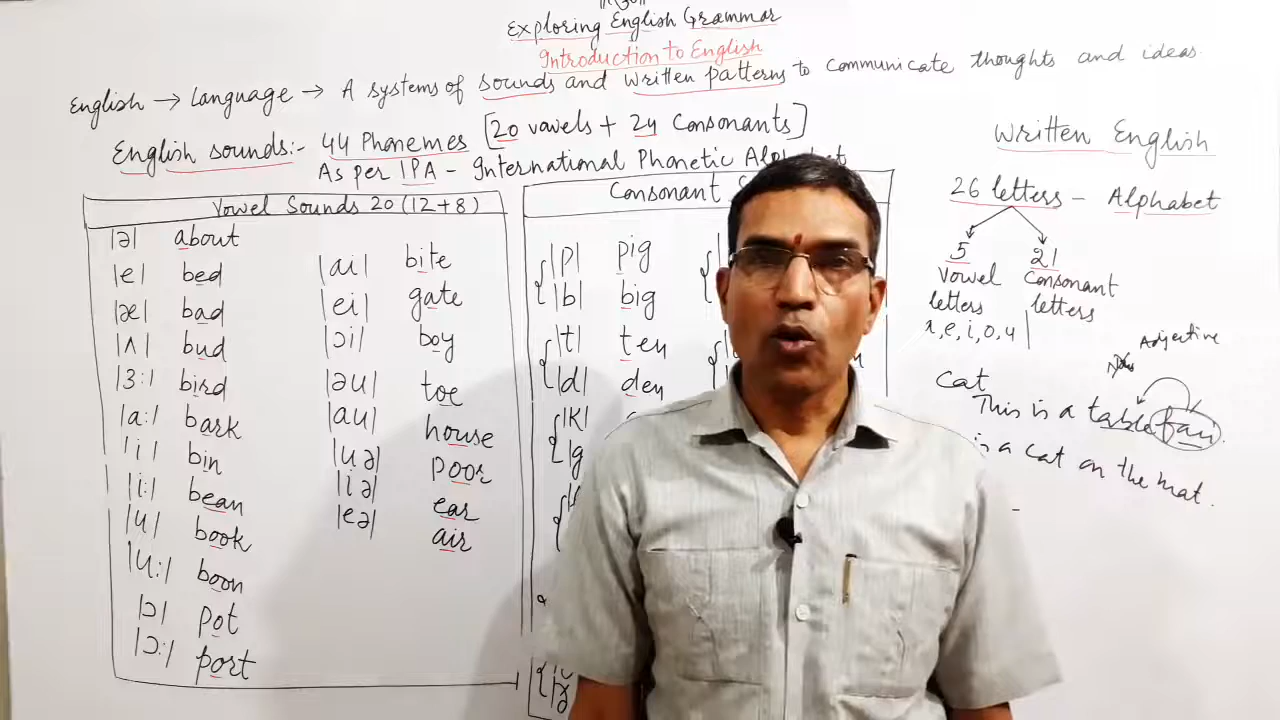 Exploring English Grammar
Introduction to English
English → Language → A systems of sounds and written patterns to communicate thoughts and ideas.
English sounds:- 44 Phonemes [20 vowels + 24 Consonants]
As per IPA - International Phonetic Alphabet
Vowel Sounds 20 (12+8)
|ə| about
|e| bed
|æ| bad
|ʌ| bud
|3:| bird
|a:| bark
|i| bin
|i:| bean
|u| book
|u:| boon
|ɔ| pot
|ɔ:| port
|ai| bite
|ei| gate
|ɔi| boy
|əu| toe
|au| house
|uə| poor
|iə| ear
|eə| air
Consonant
|p| pig
|b| big
|t| ten
|d| den
|K|
|g
Written English
26 letters - Alphabet
5 21
Vowel Consonant
letters letters
a, e, i, o, u
Adjective
Cat
This is a table fan.
is a cat on the mat.